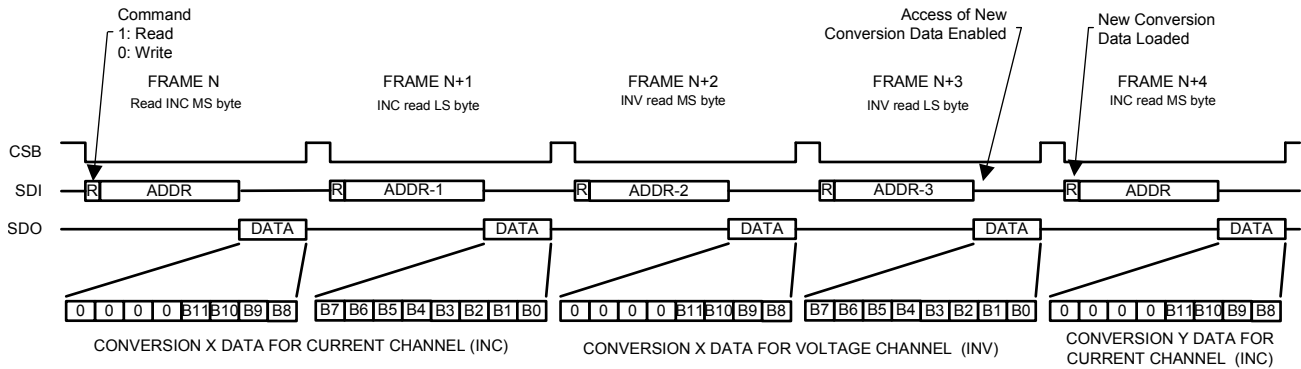 Command
1: Read
0: Write
Access of New
Conversion Data Enabled
New Conversion
Data Loaded
FRAME N
Read INC MS byte
FRAME N+1
INC read LS byte
FRAME N+2
INV read MS byte
FRAME N+3
INV read LS byte
FRAME N+4
INC read MS byte
CSB
SDI R ADDR R ADDR-1 R ADDR-2 R ADDR-3 R ADDR
SDO DATA DATA DATA DATA DATA
0 0 0 0 B11 B10 B9 B8 B7 B6 B5 B4 B3 B2 B1 B0 0 0 0 0 B11 B10 B9 B8 B7 B6 B5 B4 B3 B2 B1 B0 0 0 0 0 B11 B10 B9 B8
CONVERSION X DATA FOR CURRENT CHANNEL (INC)
CONVERSION X DATA FOR VOLTAGE CHANNEL (INV)
CONVERSION Y DATA FOR
CURRENT CHANNEL (INC)